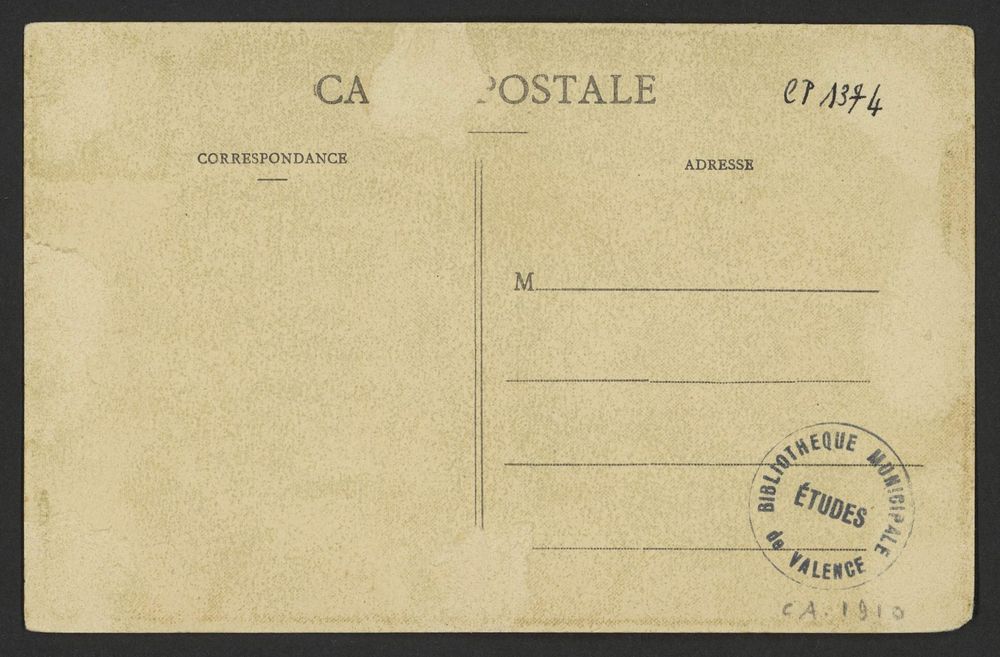 CA POSTALE
CP 1374
CORRESPONDANCE
ADRESSE
M
BIBLIOTHEQUE MUNICIPALE
ÉTUDES
de VALENCE
CA. 1910